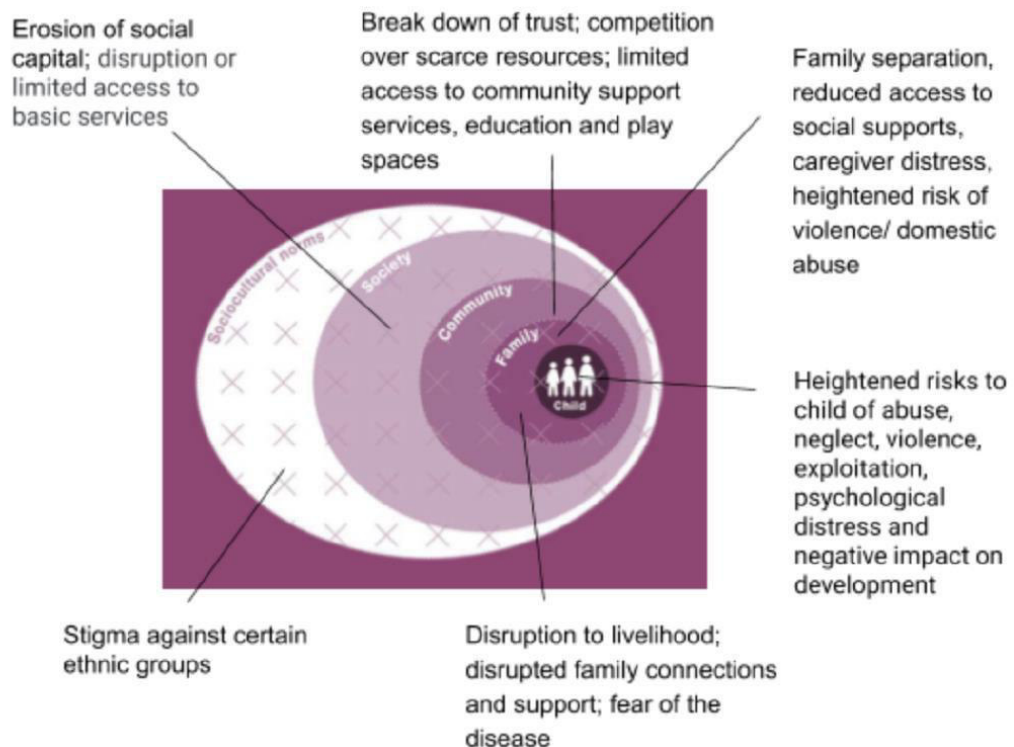 Erosion of social
capital; disruption or
limited access to
basic services
Break down of trust; competition
over scarce resources; limited
access to community support
services, education and play
spaces
Family separation,
reduced access to
social supports,
caregiver distress,
heightened risk of
violence/ domestic
abuse
Sociocultural norms
Society
Community
Family
Child
Heightened risks to
child of abuse,
neglect, violence,
exploitation,
psychological
distress and
negative impact on
development
Stigma against certain
ethnic groups
Disruption to livelihood;
disrupted family connections
and support; fear of the
disease